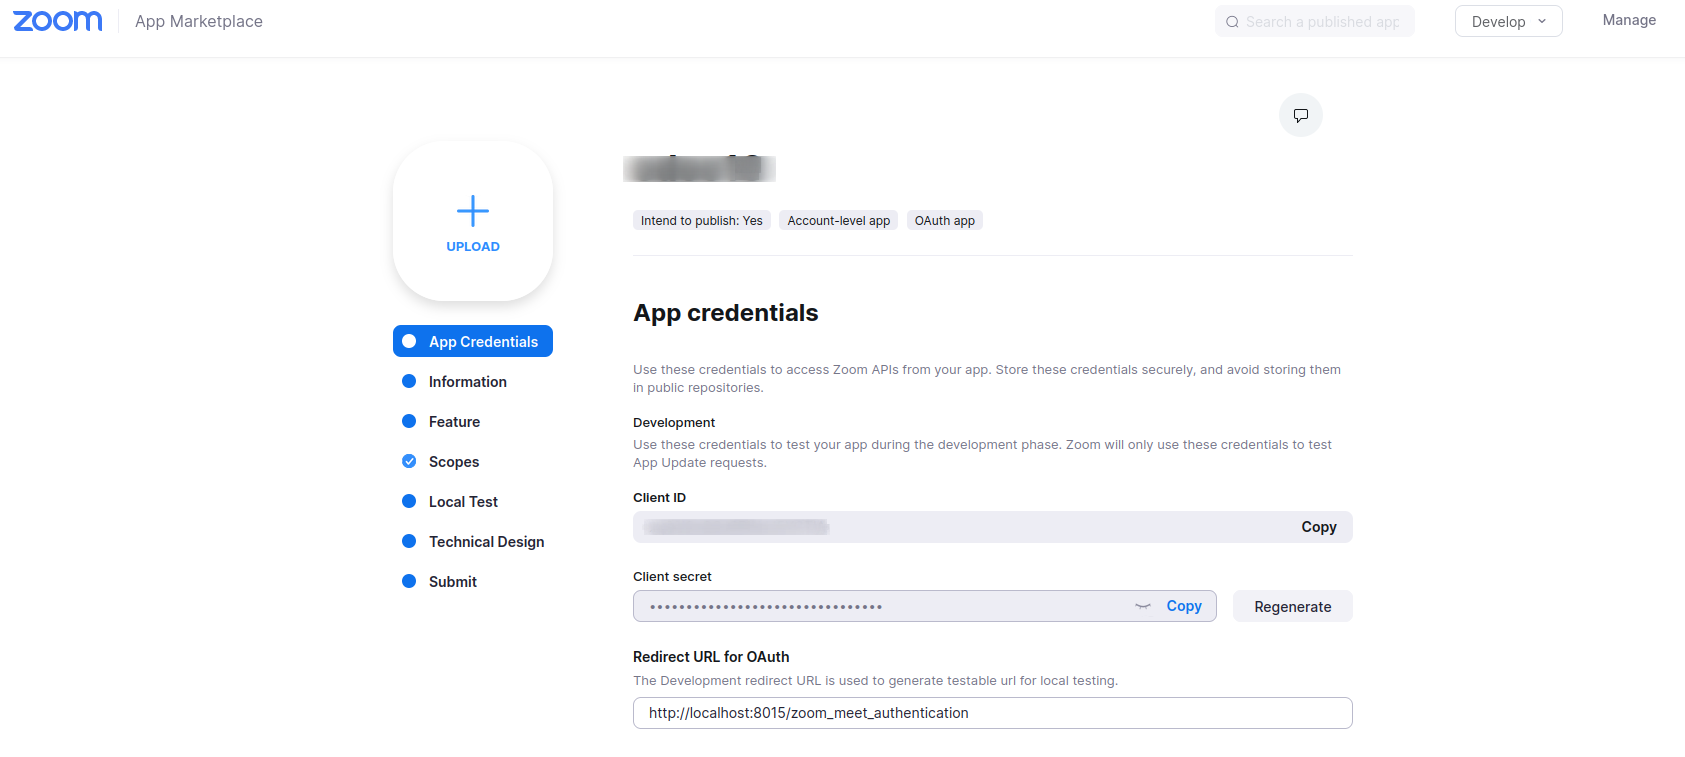 zoom
App Marketplace
Search a published app
Develop
Manage
UPLOAD
Intend to publish: Yes
Account-level app
OAuth app
App Credentials
Information
Feature
Scopes
Local Test
Technical Design
Submit
App credentials
Use these credentials to access Zoom APIs from your app. Store these credentials securely, and avoid storing them
in public repositories.
Development
Use these credentials to test your app during the development phase. Zoom will only use these credentials to test
App Update requests.
Client ID
Copy
Client secret
••••••••••••••••••••••••••••••••
Copy
Regenerate
Redirect URL for OAuth
The Development redirect URL is used to generate testable url for local testing.
http://localhost:8015/zoom_meet_authentication